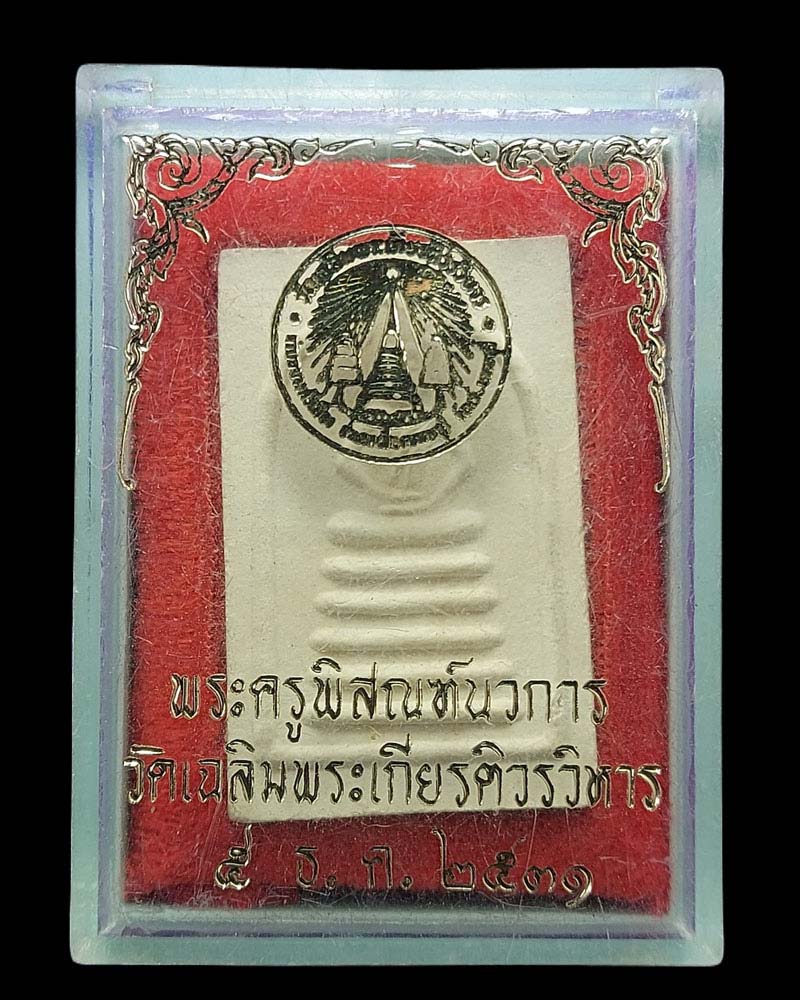 พระครูพิสณฑ์นวการ
วัดเฉลิมพระเกียรติวรวิหาร
๕ ธ.ค. ๒๕๓๑